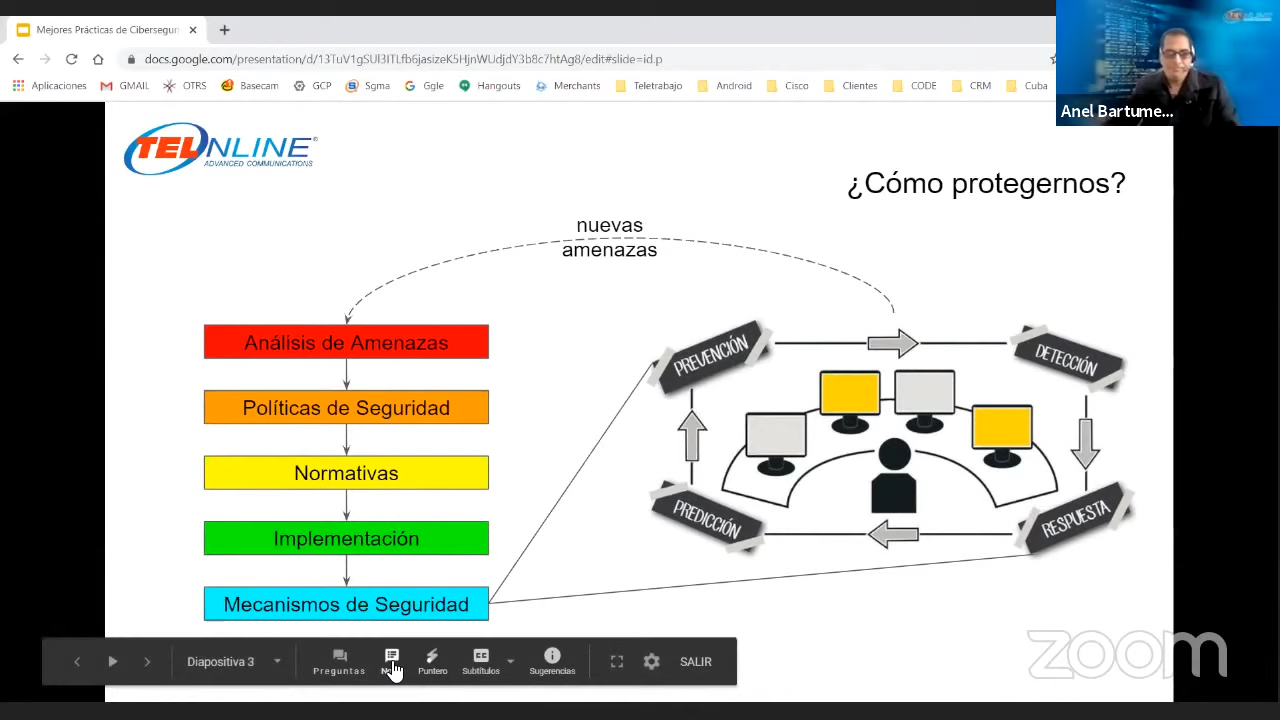 Mejores Prácticas de Cibersegur
docs.google.com/presentation/d/
edit#slide=id.p
Aplicaciones
GMAIL
OTRS
Basecam
GCP
Sgma
Google
Hangouts
Merchants
Teletrabajo
Android
Cisco
Clientes
CODE
CRM
Cuba
Anel Bartume...
TELONLINE
ADVANCED COMMUNICATIONS
¿Cómo protegernos?
nuevas
amenazas
Análisis de Amenazas
Políticas de Seguridad
Normativas
Implementación
Mecanismos de Seguridad
PREVENCIÓN
DETECCIÓN
PREDICCIÓN
RESPUESTA
Diapositiva 3
Preguntas
Puntero
Subtítulos
Sugerencias
SALIR
zoom